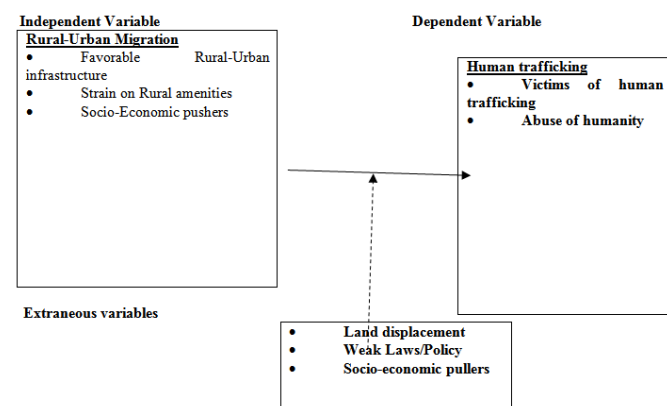 Independent Variable
Dependent Variable
Rural-Urban Migration
• Favorable Rural-Urban
infrastructure
• Strain on Rural amenities
• Socio-Economic pushers
Human trafficking
• Victims of human
trafficking
• Abuse of humanity
Extraneous variables
• Land displacement
• Weak Laws/Policy
• Socio-economic pullers